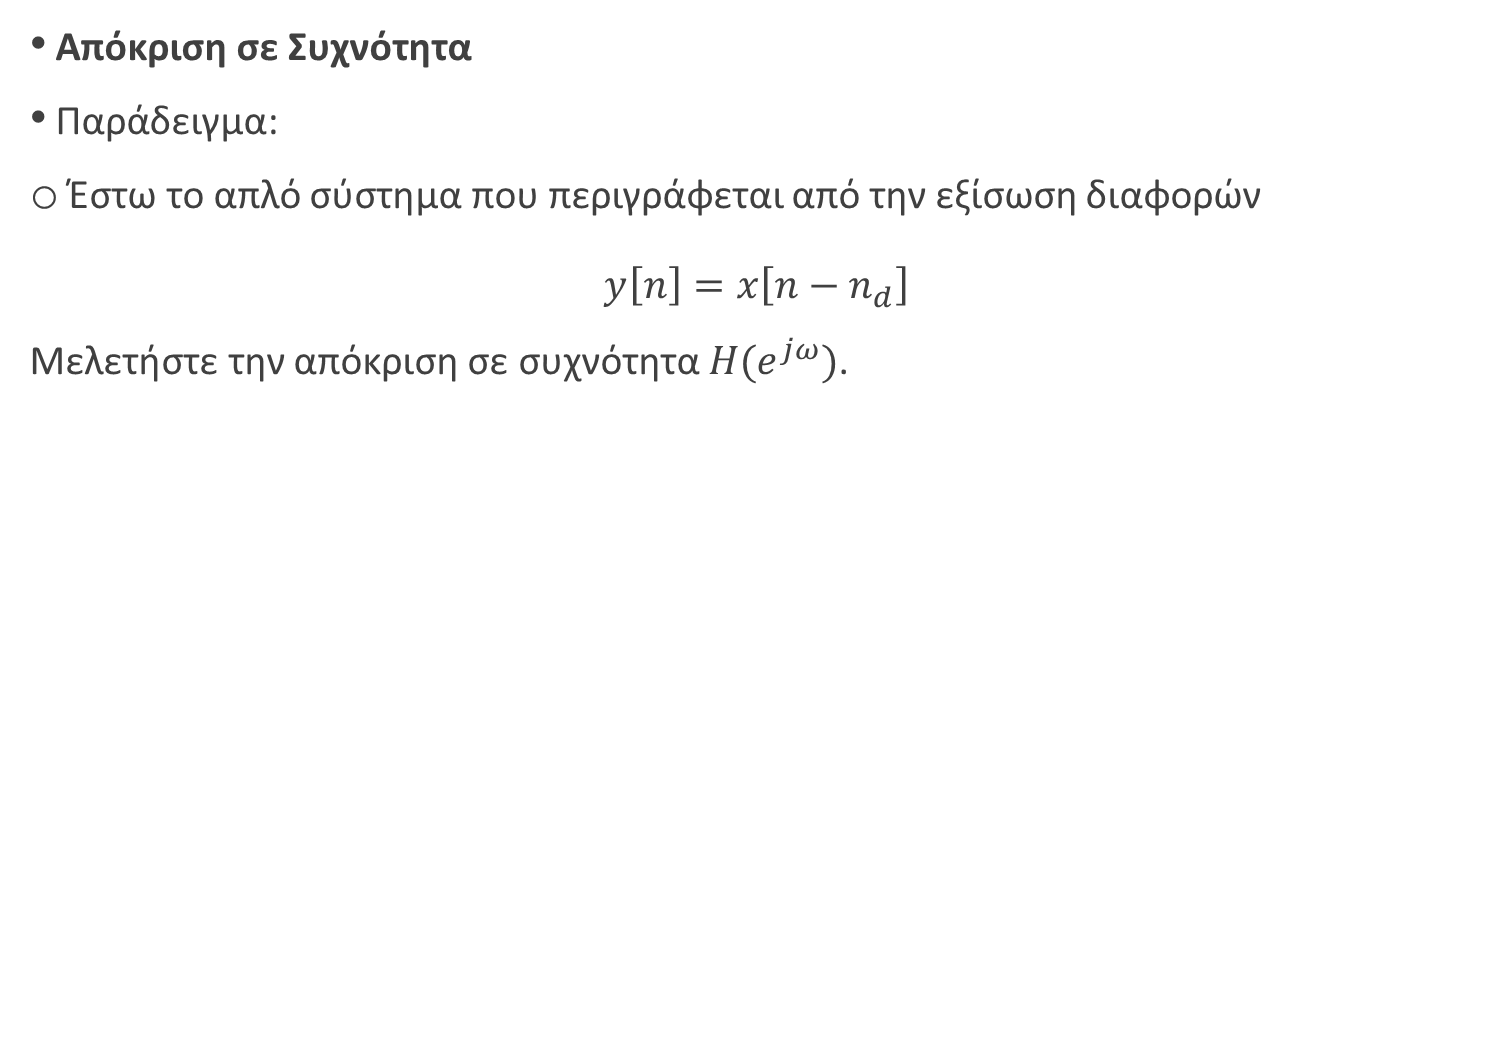 • Απόκριση σε Συχνότητα
• Παράδειγμα:
○ Έστω το απλό σύστημα που περιγράφεται από την εξίσωση διαφορών
𝑦[𝑛] = 𝑥[𝑛 − 𝑛_𝑑]
Μελετήστε την απόκριση σε συχνότητα 𝐻(𝑒^{𝑗𝜔}).